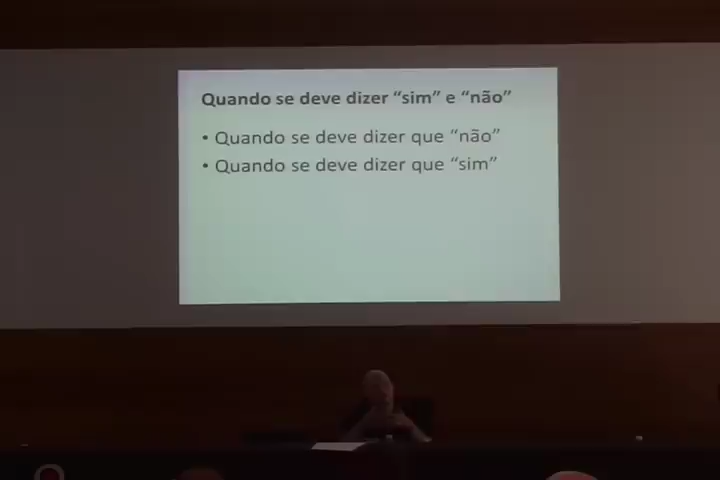 Quando se deve dizer “sim” e “não”
• Quando se deve dizer que “não”
• Quando se deve dizer que “sim”